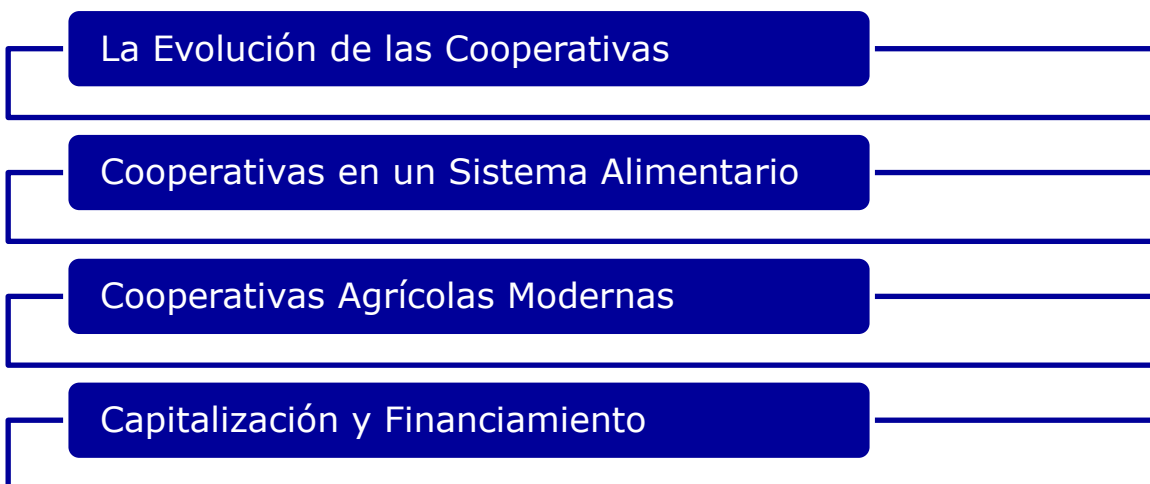 La Evolución de las Cooperativas
Cooperativas en un Sistema Alimentario
Cooperativas Agrícolas Modernas
Capitalización y Financiamiento